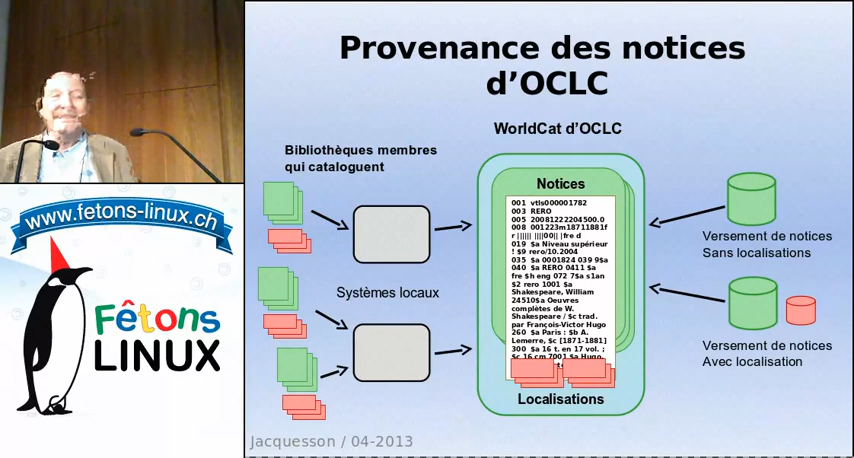 Provenance des notices
d'OCLC
WorldCat d'OCLC
Bibliothèques membres
qui cataloguent
Systèmes locaux
Notices
001 vtls000001782
003 RERO
005 20081222204500.0
008 001223m18711881f
r |||||| ||||00|| |fre d
019 $a Niveau supérieur
! $9 rero/10.2004
035 $a 0001824 039 9$a
040 $a RERO 0411 $a
fre $h eng 072 7$a s1an
$2 rero 1001 $a
Shakespeare, William
24510$a Oeuvres
complètes de W.
Shakespeare / $c trad.
par François-Victor Hugo
260 $a Paris : $b A.
Lemerre, $c [1871-1881]
300 $a 16 t. en 17 vol. ;
$c 16 cm 7001 $a Hugo,
Localisations
Versement de notices
Sans localisations
Versement de notices
Avec localisation
Jacquesson / 04-2013
www.fetons-linux.ch
Fêtons
LINUX